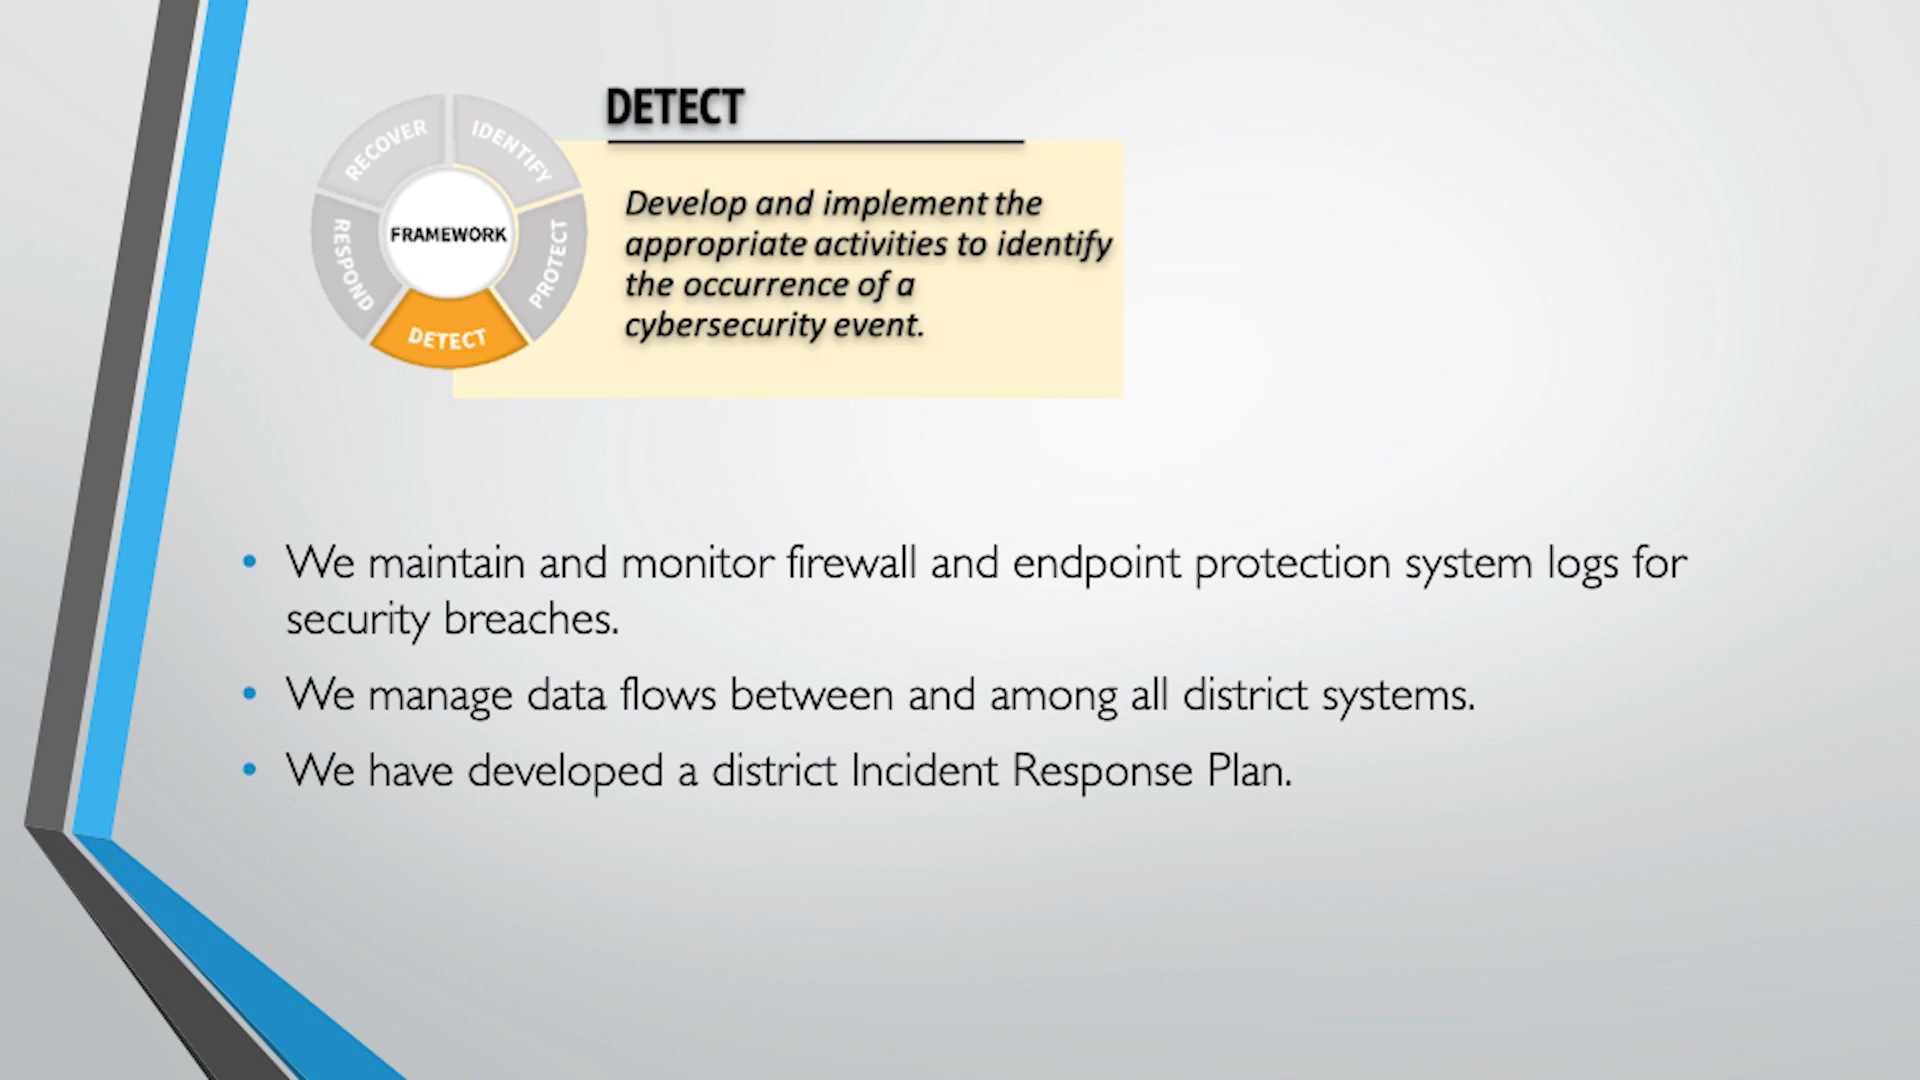 DETECT
RECOVER
IDENTIFY
FRAMEWORK
RESPOND
PROTECT
DETECT
Develop and implement the
appropriate activities to identify
the occurrence of a
cybersecurity event.
• We maintain and monitor firewall and endpoint protection system logs for
security breaches.
• We manage data flows between and among all district systems.
• We have developed a district Incident Response Plan.